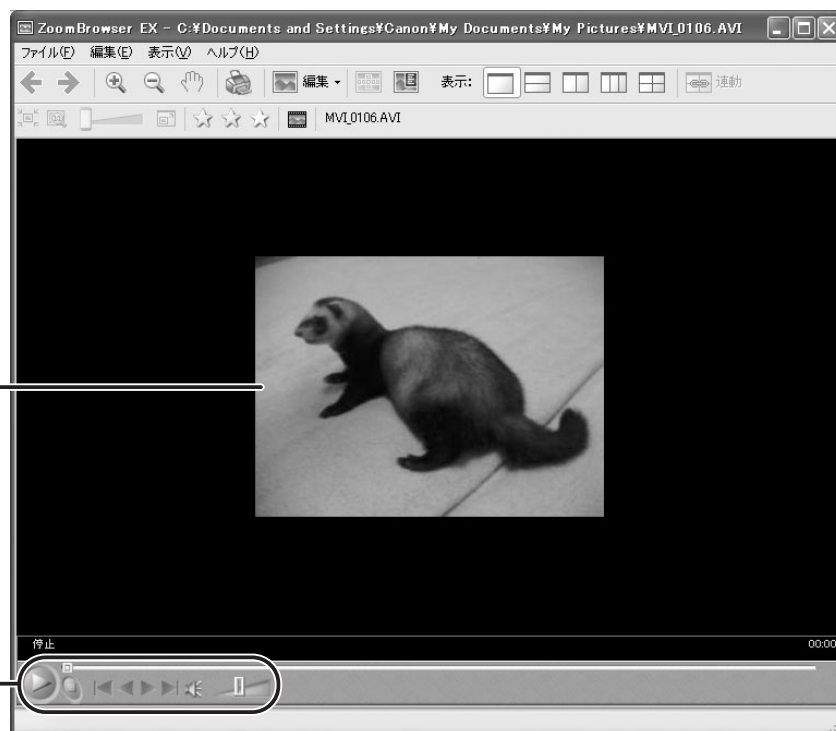 ZoomBrowser EX - C:¥Documents and Settings¥Canon¥My Documents¥My Pictures¥MVI_0106.AVI
ファイル(F) 編集(E) 表示(V) ヘルプ(H)
編集 表示: 連動
MVI_0106.AVI
停止 00:00